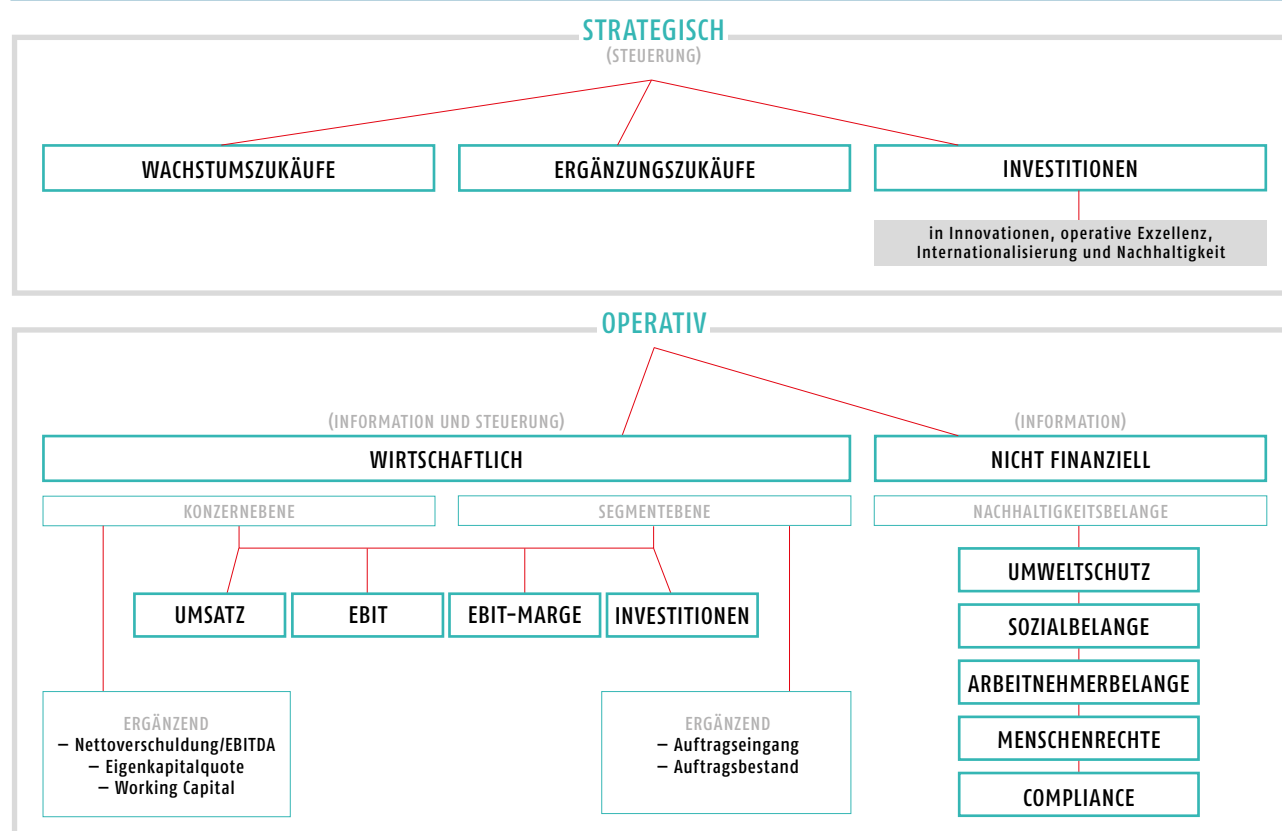 STRATEGISCH
(STEUERUNG)
WACHSTUMSZUKÄUFE
ERGÄNZUNGSZUKÄUFE
INVESTITIONEN
in Innovationen, operative Exzellenz,
Internationalisierung und Nachhaltigkeit
OPERATIV
(INFORMATION UND STEUERUNG)
WIRTSCHAFTLICH
KONZERNEBENE
SEGMENTEBENE
UMSATZ
EBIT
EBIT-MARGE
INVESTITIONEN
ERGÄNZEND
– Nettoverschuldung/EBITDA
– Eigenkapitalquote
– Working Capital
ERGÄNZEND
– Auftragseingang
– Auftragsbestand
(INFORMATION)
NICHT FINANZIELL
NACHHALTIGKEITSBELANGE
UMWELTSCHUTZ
SOZIALBELANGE
ARBEITNEHMERBELANGE
MENSCHENRECHTE
COMPLIANCE